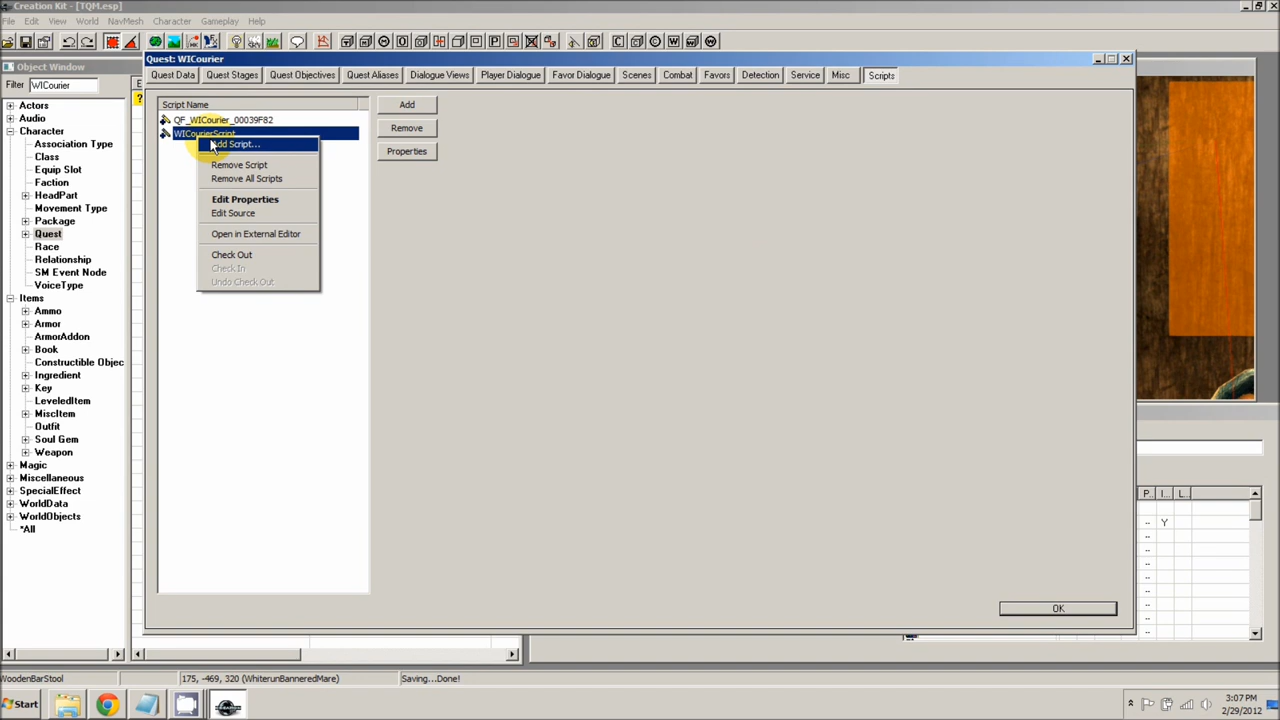 Creation Kit - [TQM.esp]
File Edit View World NavMesh Character Gameplay Help
Object Window
Filter WICourier
Actors
Audio
Character
Association Type
Class
Equip Slot
Faction
HeadPart
Movement Type
Package
Quest
Race
Relationship
SM Event Node
VoiceType
Items
Ammo
Armor
ArmorAddon
Book
Constructible Objec
Ingredient
Key
LeveledItem
MiscItem
Outfit
Soul Gem
Weapon
Magic
Miscellaneous
SpecialEffect
WorldData
WorldObjects
*All
Quest: WICourier
Quest Data Quest Stages Quest Objectives Quest Aliases Dialogue Views Player Dialogue Favor Dialogue Scenes Combat Favors Detection Service Misc Scripts
Script Name
QF_WICourier_00039F82
WICourierScript
Add
Remove
Properties
Add Script...
Remove Script
Remove All Scripts
Edit Properties
Edit Source
Open in External Editor
Check Out
Check In
Undo Check Out
OK
P.. I... L...
Y
WoodenBarStool 175, -469, 320 (WhiterunBanneredMare) Saving...Done!
Start
3:07 PM
2/29/2012